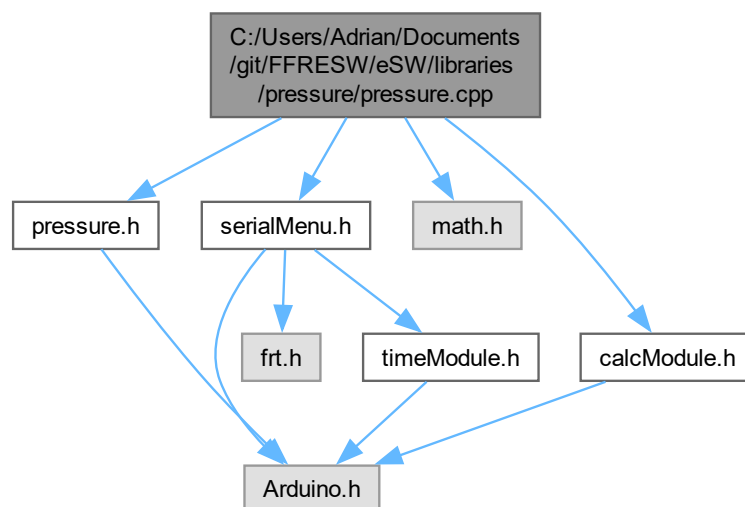 C:/Users/Adrian/Documents
/git/FFRESW/eSW/libraries
/pressure/pressure.cpp
pressure.h
serialMenu.h
math.h
frt.h
timeModule.h
calcModule.h
Arduino.h